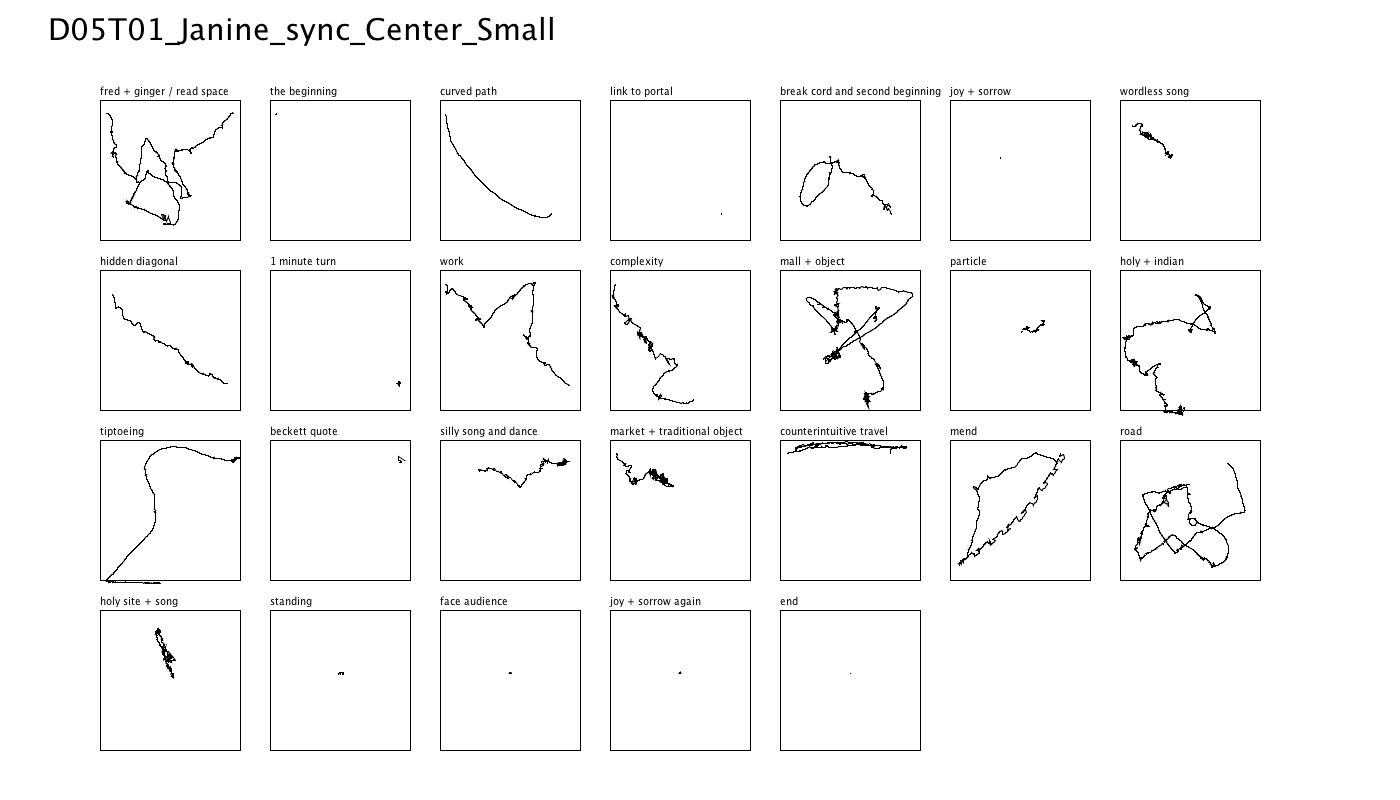 D05T01_Janine_sync_Center_Small
fred + ginger / read space
the beginning
curved path
link to portal
break cord and second beginning
joy + sorrow
wordless song
hidden diagonal
1 minute turn
work
complexity
mall + object
particle
holy + indian
tiptoeing
beckett quote
silly song and dance
market + traditional object
counterintuitive travel
mend
road
holy site + song
standing
face audience
joy + sorrow again
end